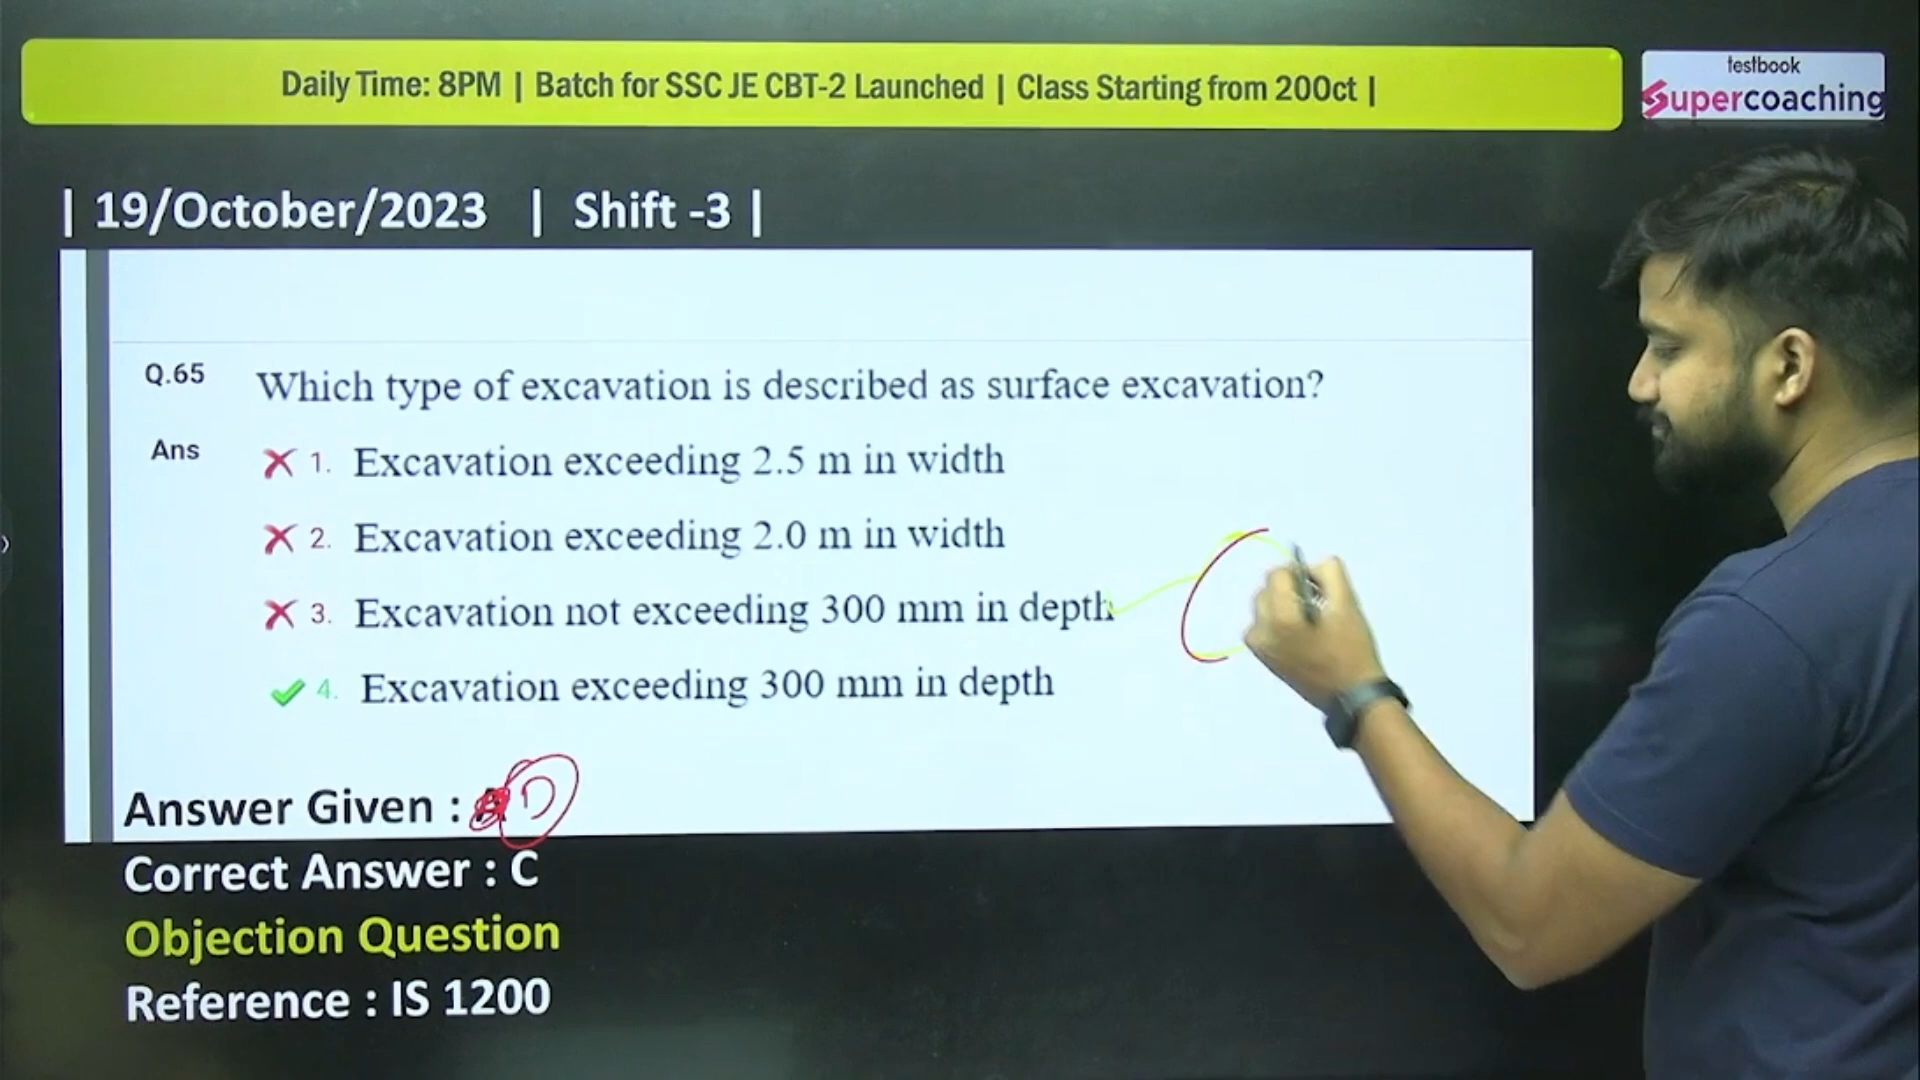 Daily Time: 8PM | Batch for SSC JE CBT-2 Launched | Class Starting from 20Oct |
testbook
Supercoaching
| 19/October/2023 | Shift -3 |
Q.65 Which type of excavation is described as surface excavation?
Ans 1. Excavation exceeding 2.5 m in width
2. Excavation exceeding 2.0 m in width
3. Excavation not exceeding 300 mm in depth
4. Excavation exceeding 300 mm in depth
Answer Given : D
Correct Answer : C
Objection Question
Reference : IS 1200